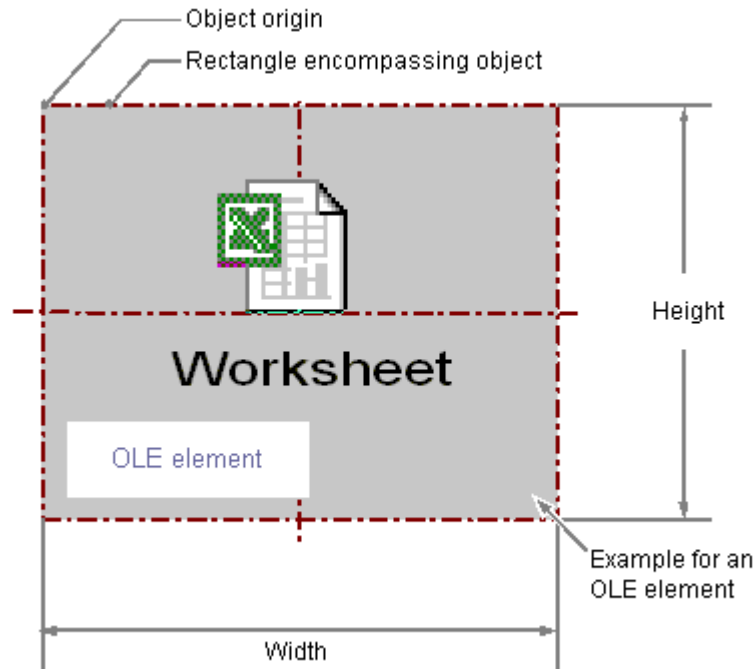 Object origin
Rectangle encompassing object
Height
Worksheet
OLE element
Example for an
OLE element
Width